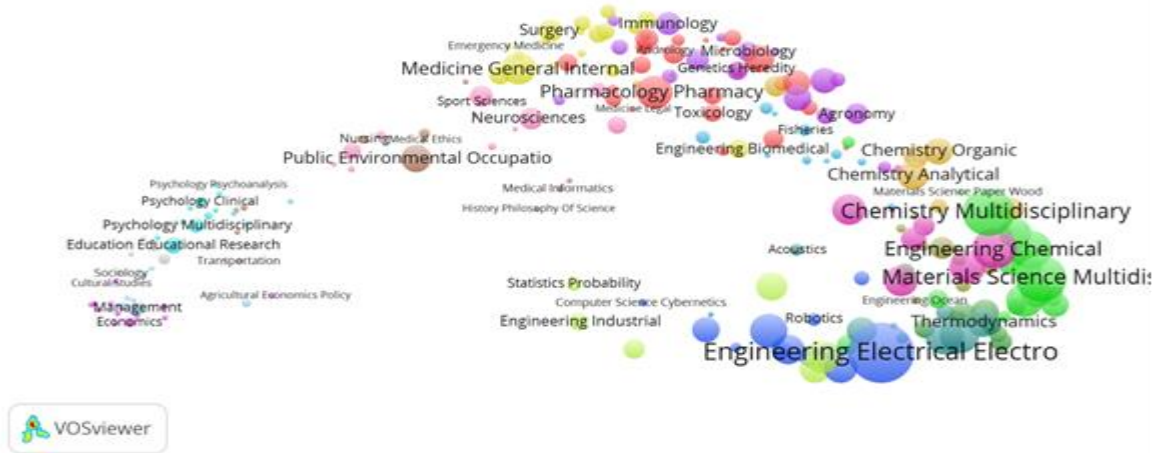 Surgery
Immunology
Emergency Medicine
Andrology
Microbiology
Medicine General Internal
Genetics Heredity
Pharmacology Pharmacy
Sport Sciences
Medicine Legal
Neurosciences
Toxicology
Agronomy
Fisheries
Nursing
Medical Ethics
Engineering Biomedical
Chemistry Organic
Public Environmental Occupatio
Chemistry Analytical
Psychology Psychoanalysis
Medical Informatics
Materials Science Paper Wood
Psychology Clinical
History Philosophy Of Science
Chemistry Multidisciplinary
Psychology Multidisciplinary
Education Educational Research
Acoustics
Engineering Chemical
Transportation
Sociology
Cultural Studies
Statistics Probability
Materials Science Multidis
Agricultural Economics Policy
Management
Computer Science Cybernetics
Engineering Ocean
Economics
Engineering Industrial
Robotics
Thermodynamics
Engineering Electrical Electro
VOSviewer